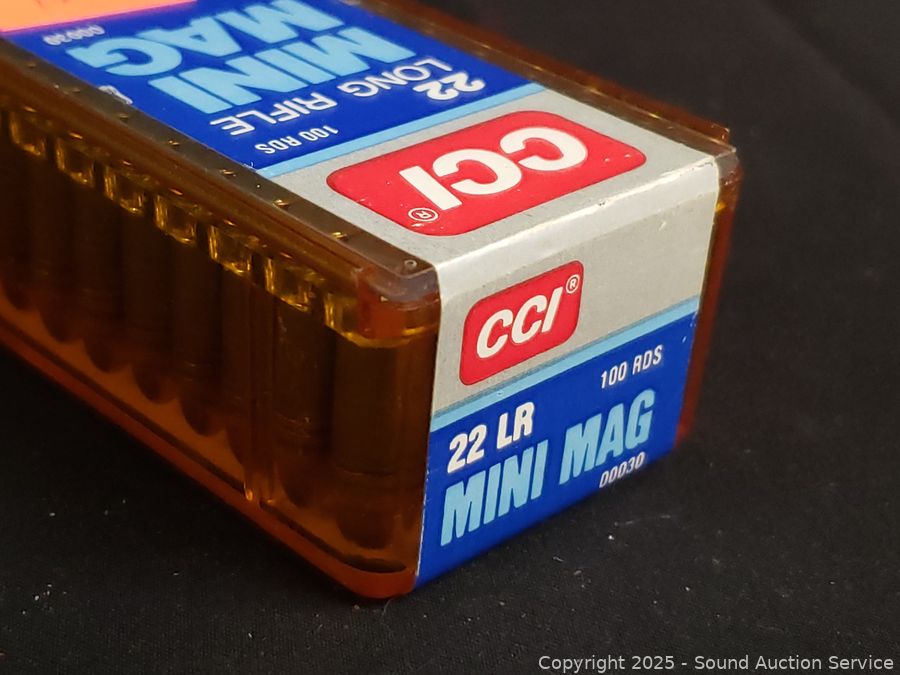 MINI
MAG
00030
22
LONG RIFLE
100 RDS
CCI®
CCI®
100 RDS
22 LR
MINI MAG
00030
Copyright © 2025 - Sound Auction Service